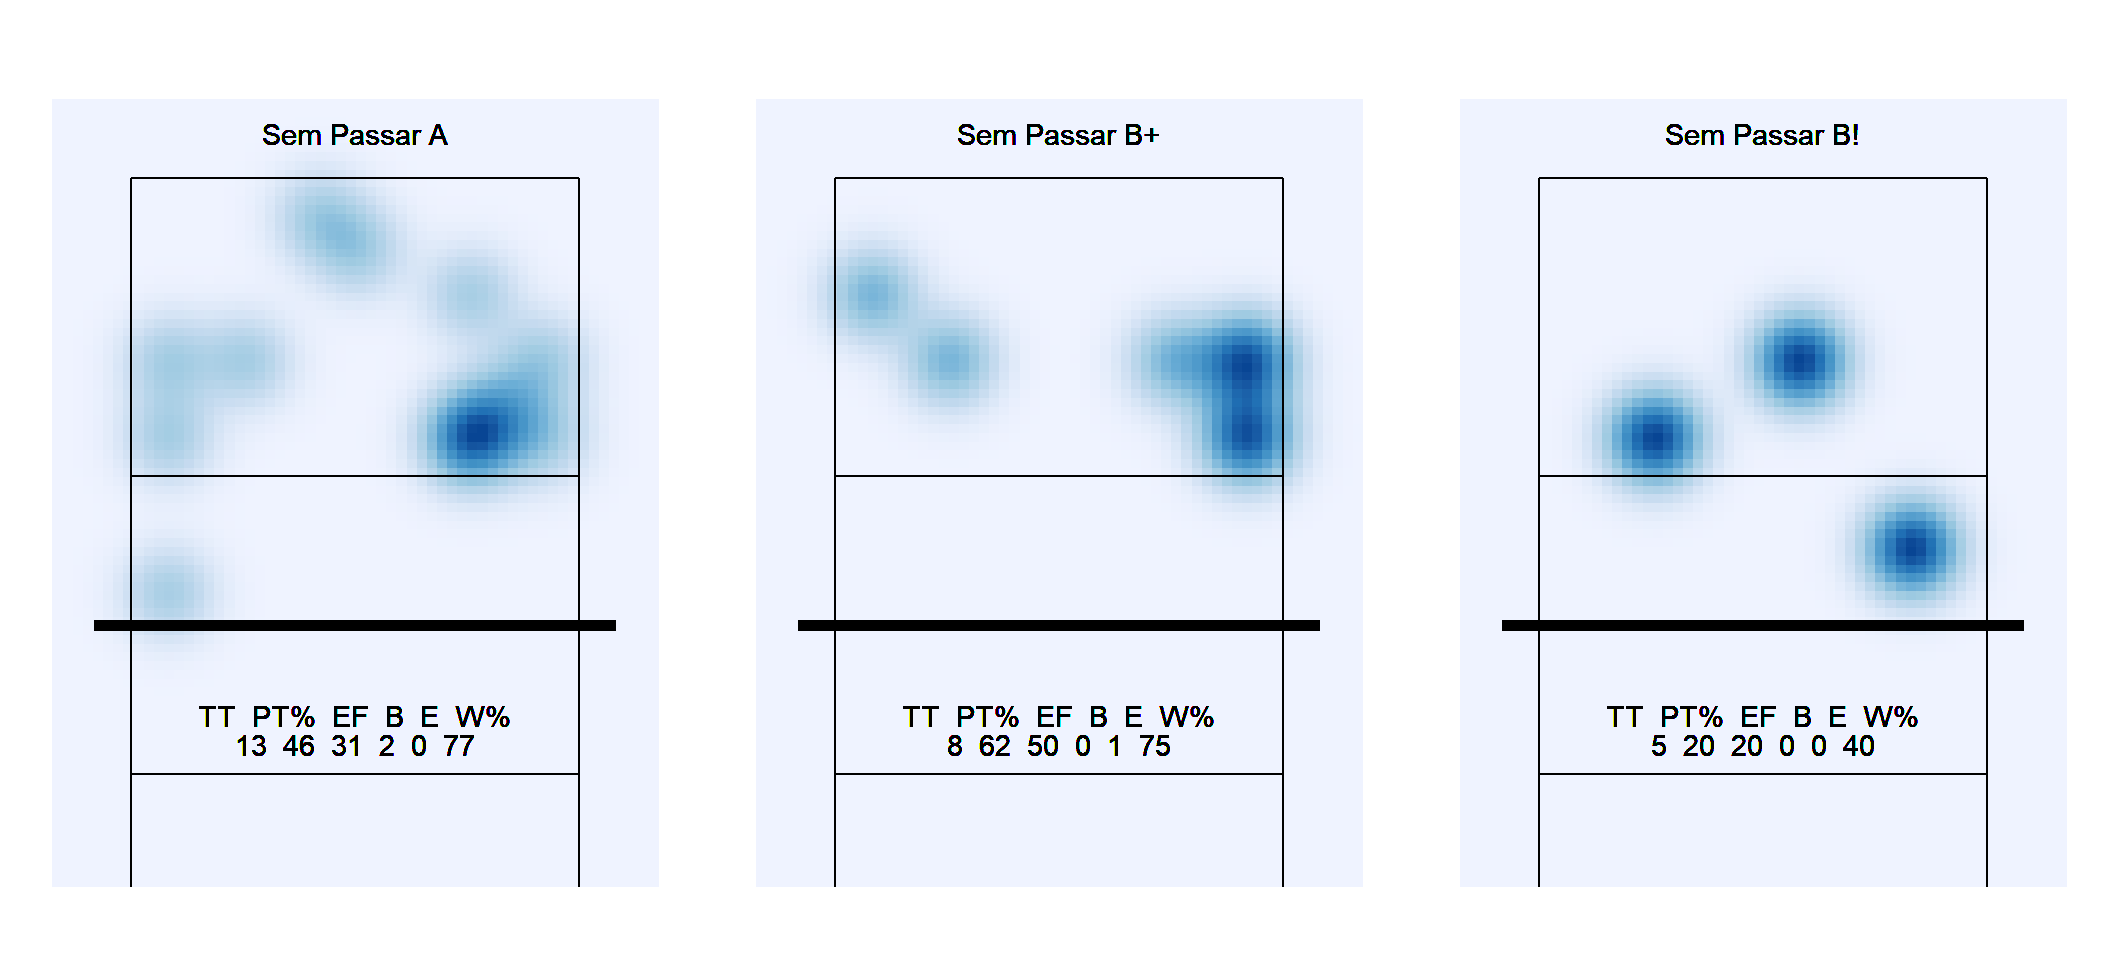 Sem Passar A
TT PT% EF B E W%
13 46 31 2 0 77
Sem Passar B+
TT PT% EF B E W%
8 62 50 0 1 75
Sem Passar B!
TT PT% EF B E W%
5 20 20 0 0 40